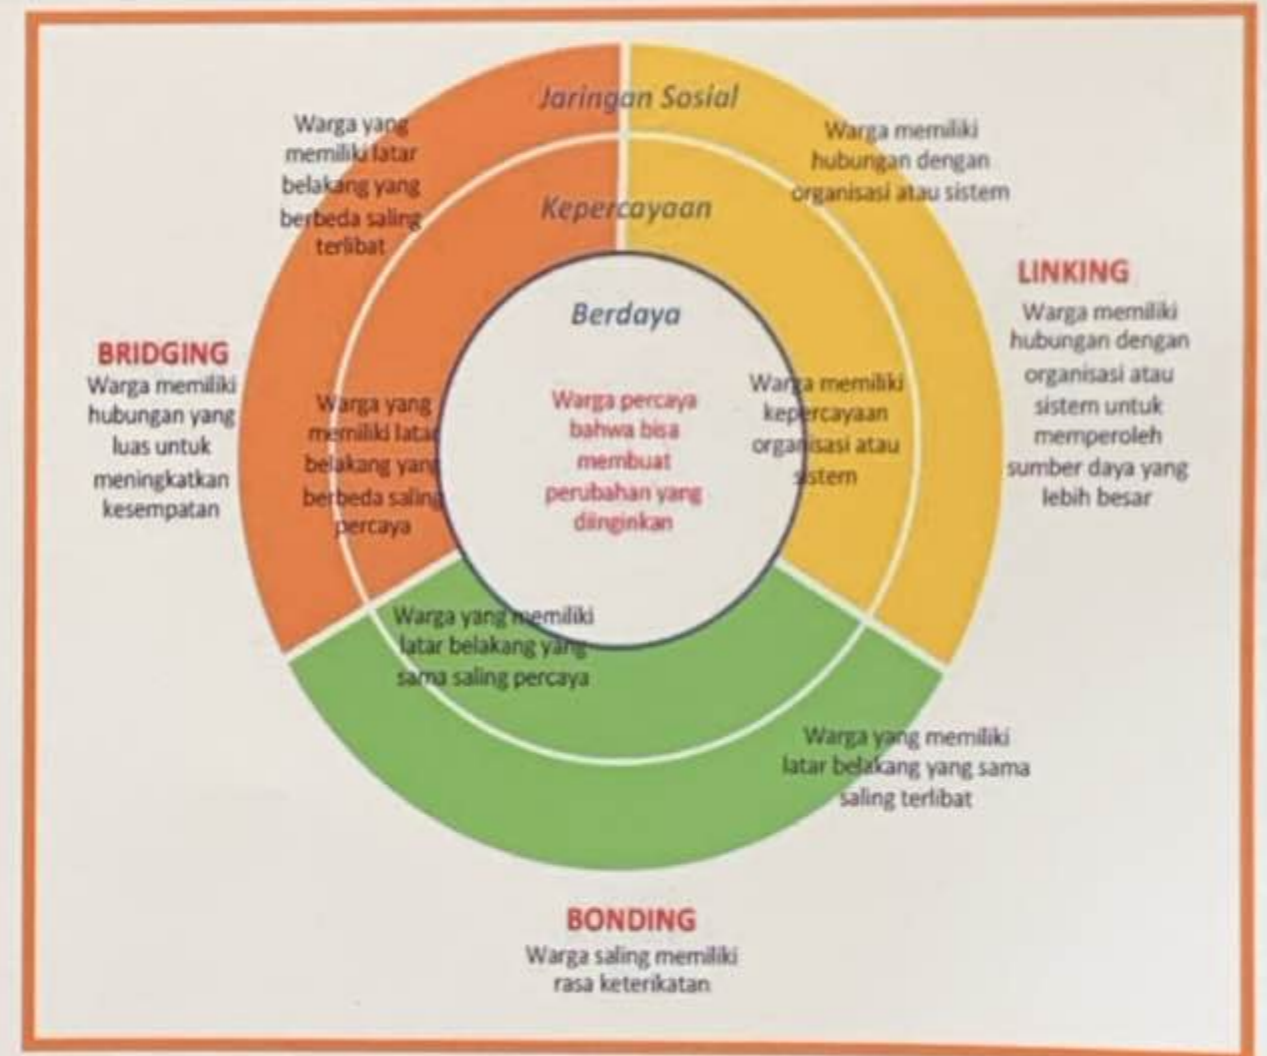 Jaringan Sosial
Kepercayaan
Berdaya
Warga percaya
bahwa bisa
membuat
perubahan yang
diinginkan
Warga yang
memiliki latar
belakang yang
berbeda saling
terlibat
Warga memiliki
hubungan dengan
organisasi atau sistem
LINKING
Warga memiliki
hubungan dengan
organisasi atau
sistem untuk
memperoleh
sumber daya yang
lebih besar
BRIDGING
Warga memiliki
hubungan yang
luas untuk
meningkatkan
kesempatan
Warga yang
memiliki latar
belakang yang
berbeda saling
percaya
Warga memiliki
kepercayaan
organisasi atau
sistem
Warga yang memiliki
latar belakang yang
sama saling percaya
Warga yang memiliki
latar belakang yang sama
saling terlibat
BONDING
Warga saling memiliki
rasa keterikatan